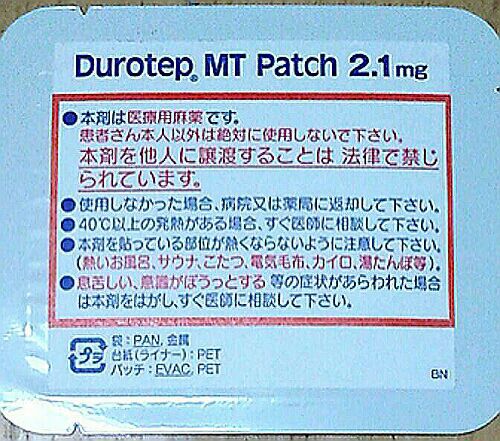 Durotep® MT Patch 2.1mg
●本剤は医療用麻薬です。
患者さん本人以外は絶対に使用しないで下さい。
本剤を他人に譲渡することは 法律で禁じ
られています。
●使用しなかった場合、病院又は薬局に返却して下さい。
●40℃以上の発熱がある場合、すぐ医師に相談して下さい。
●本剤を貼っている部位が熱くならないように注意して下さい。
(熱いお風呂、サウナ、こたつ、電気毛布、カイロ、湯たんぽ等)。
●息苦しい、意識がぼうっとする 等の症状があらわれた場合
は本剤をはがし、すぐ医師に相談して下さい。
プラ
袋:PAN, 金属
台紙(ライナー):PET
パッチ:EVAC, PET
BN